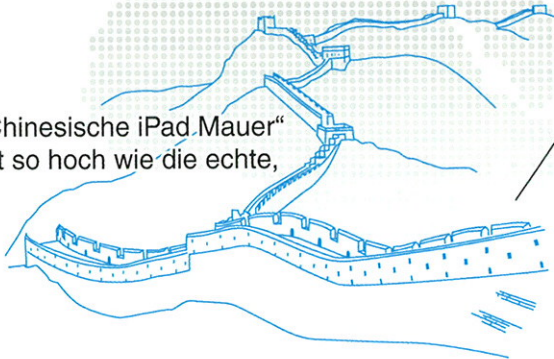 Chinesische iPad Mauer“
t so hoch wie die echte,